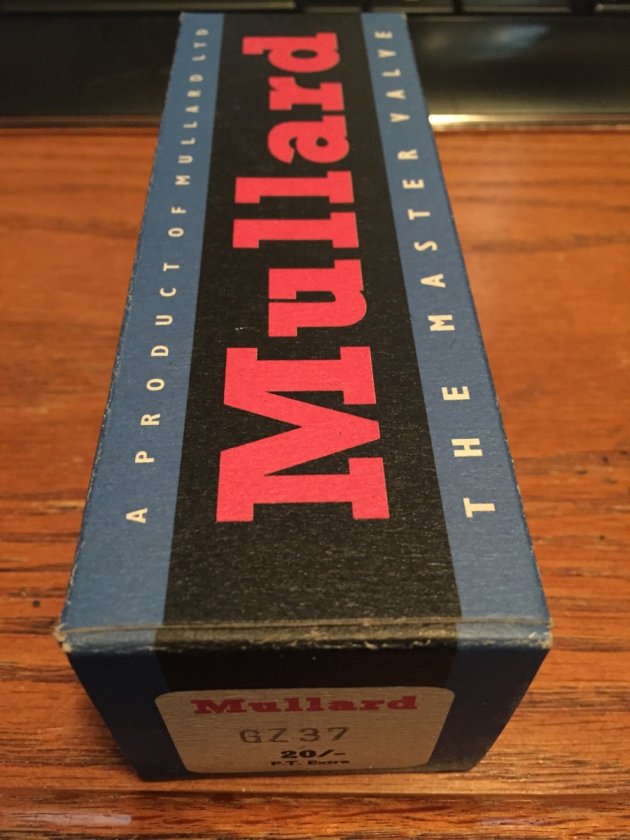 A PRODUCT OF MULLARD LTD
Mullard
THE MASTER VALVE
Mullard
GZ37
20/-
P.T. Extra